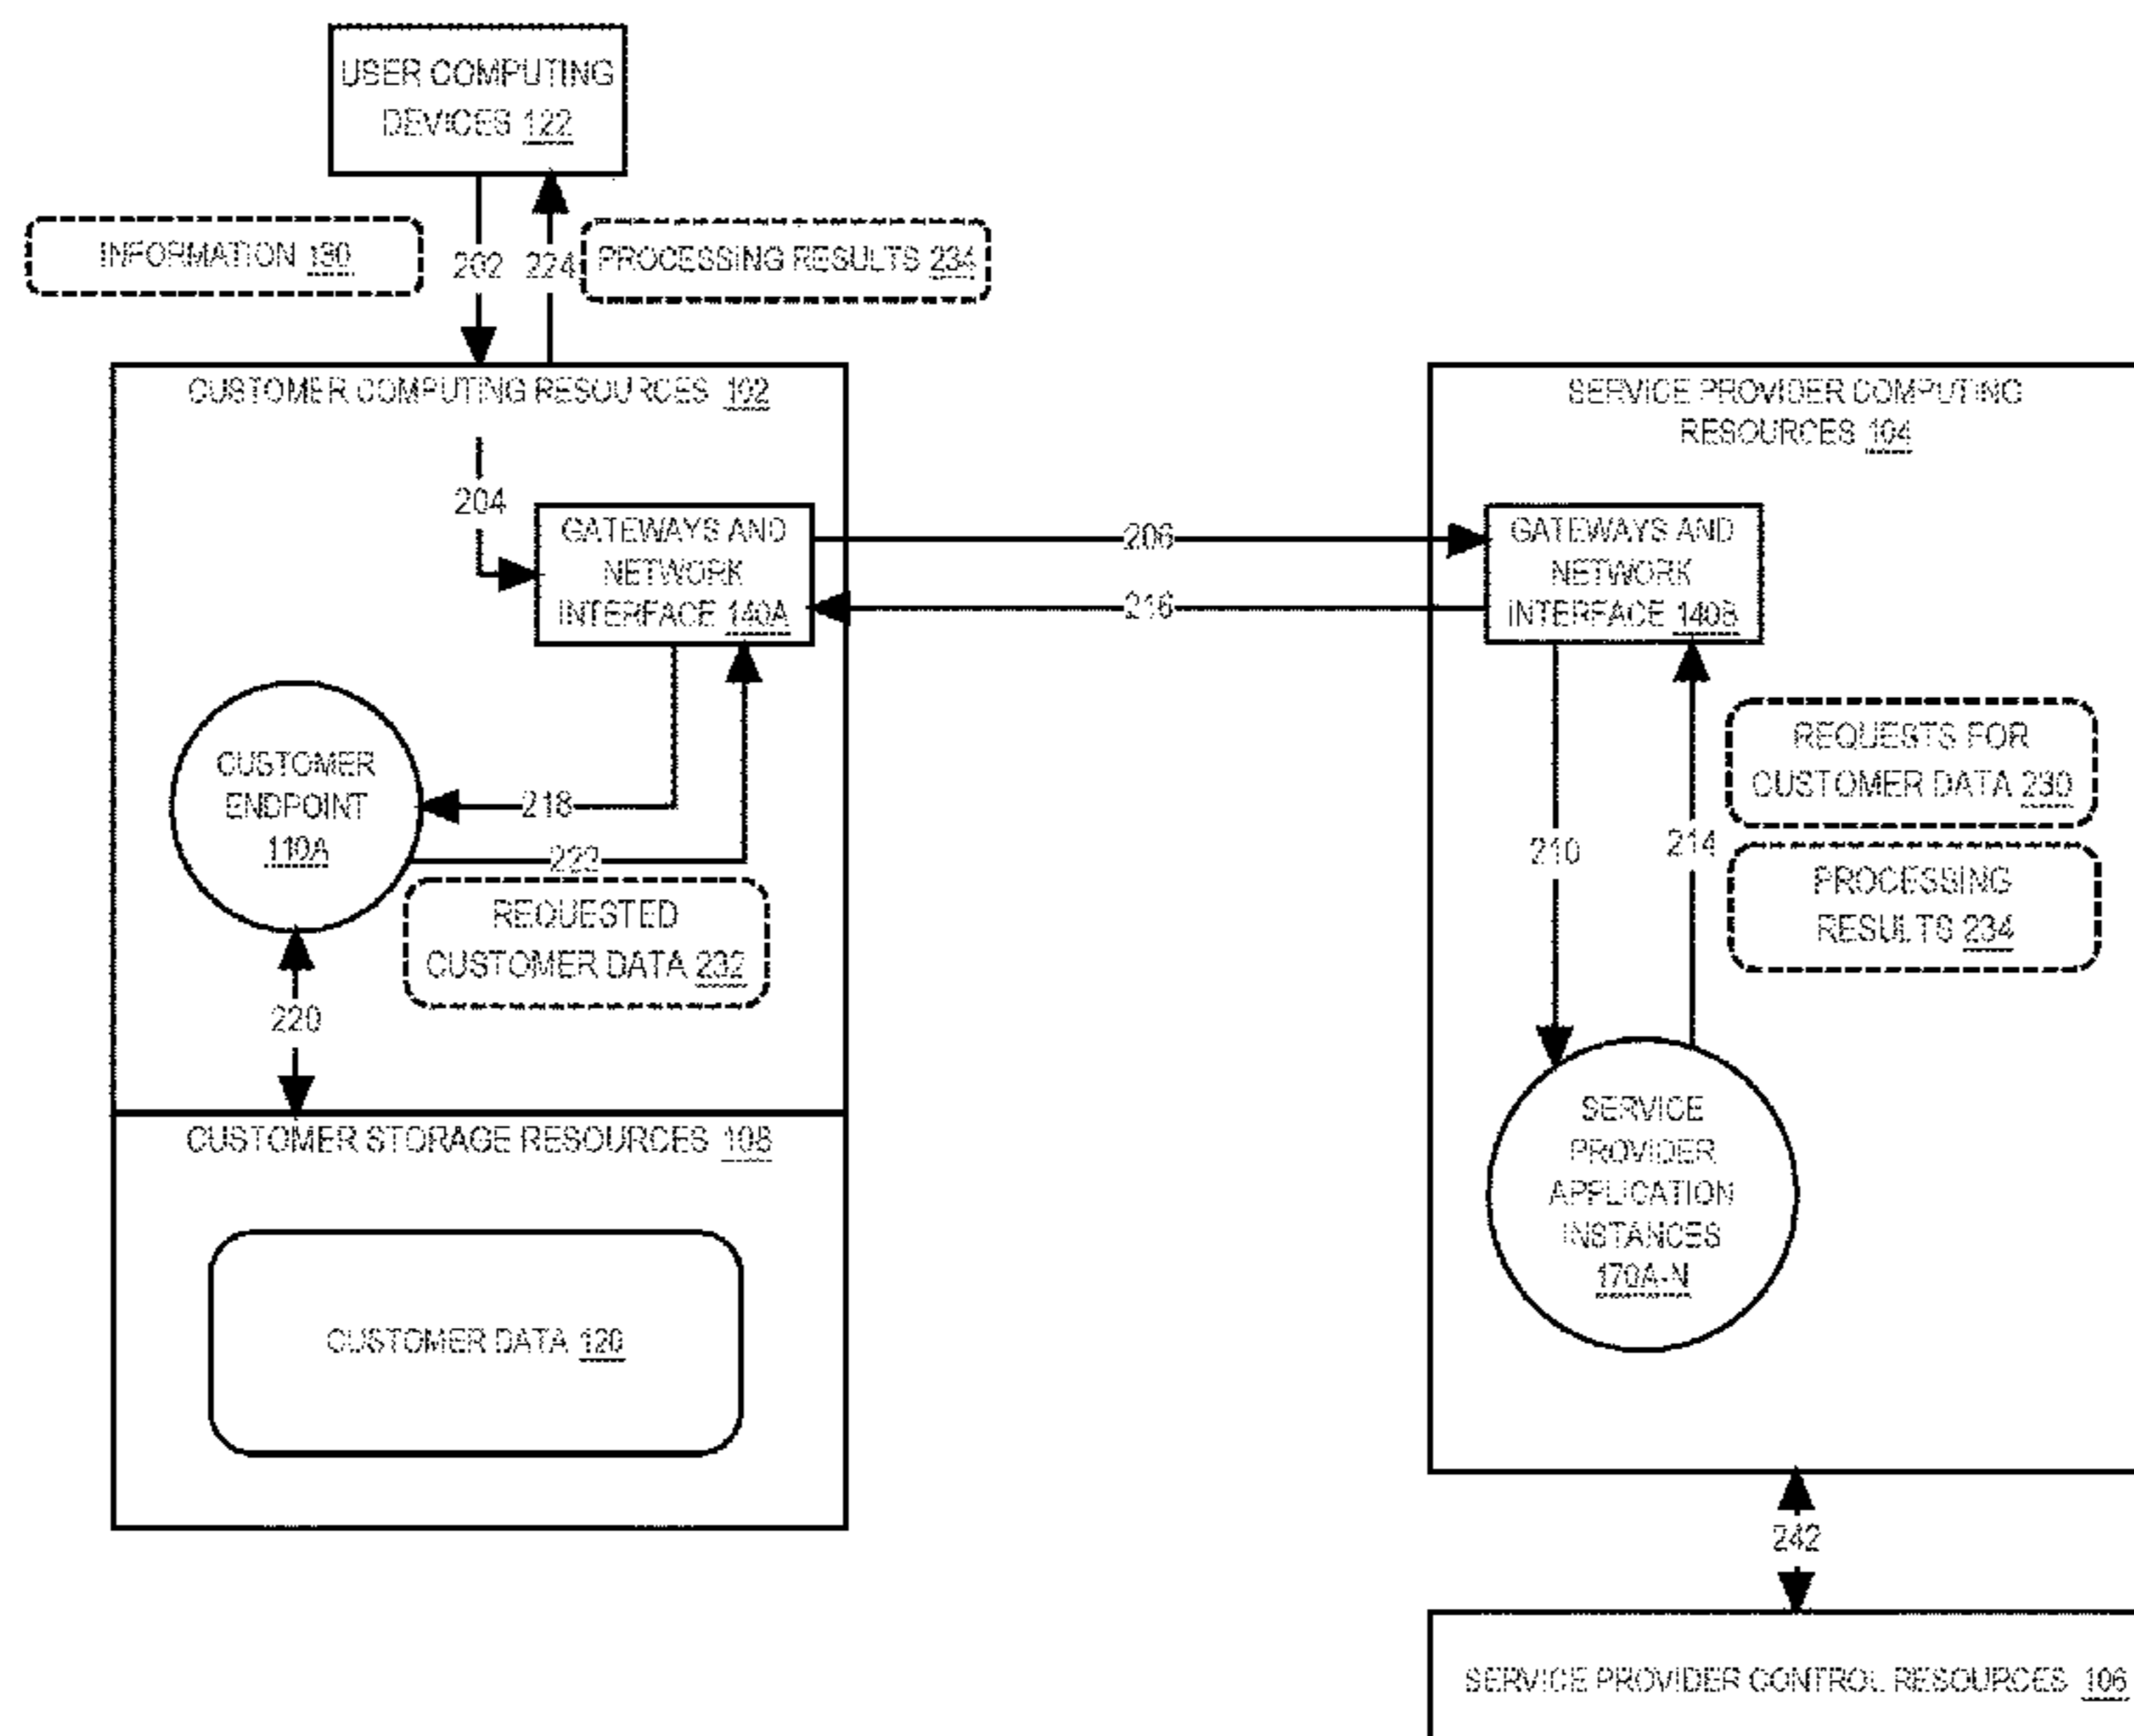 USER COMPUTING
DEVICES 122
INFORMATION 130
202
224
PROCESSING RESULTS 234
CUSTOMER COMPUTING RESOURCES 102
204
GATEWAYS AND
NETWORK
INTERFACE 140A
206
216
SERVICE PROVIDER COMPUTING
RESOURCES 104
GATEWAYS AND
NETWORK
INTERFACE 140B
CUSTOMER
ENDPOINT
110A
218
222
REQUESTED
CUSTOMER DATA 232
220
210
214
REQUESTS FOR
CUSTOMER DATA 230
PROCESSING
RESULTS 234
SERVICE
PROVIDER
APPLICATION
INSTANCES
170A-N
CUSTOMER STORAGE RESOURCES 108
CUSTOMER DATA 120
242
SERVICE PROVIDER CONTROL RESOURCES 106